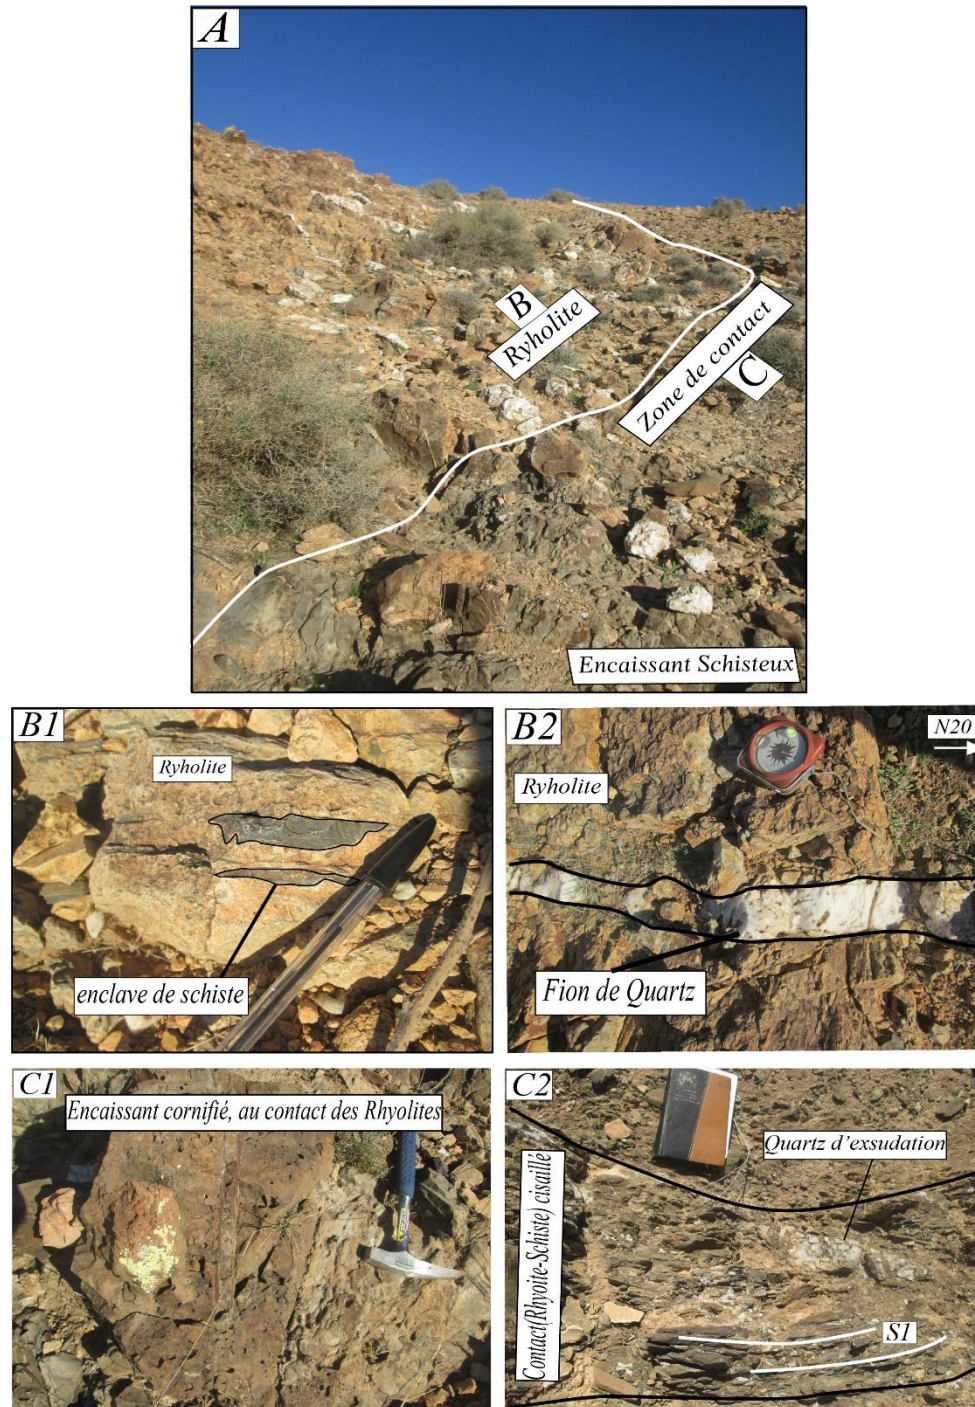 A
B
Ryholite
Zone de contact
C
Encaissant Schisteux
B1
Ryholite
enclave de schiste
B2
N20
Ryholite
Fion de Quartz
C1
Encaissant cornifié, au contact des Rhyolites
C2
Quartz d'exsudation
Contact(Rhyoite-Schiste) cisaille
S1